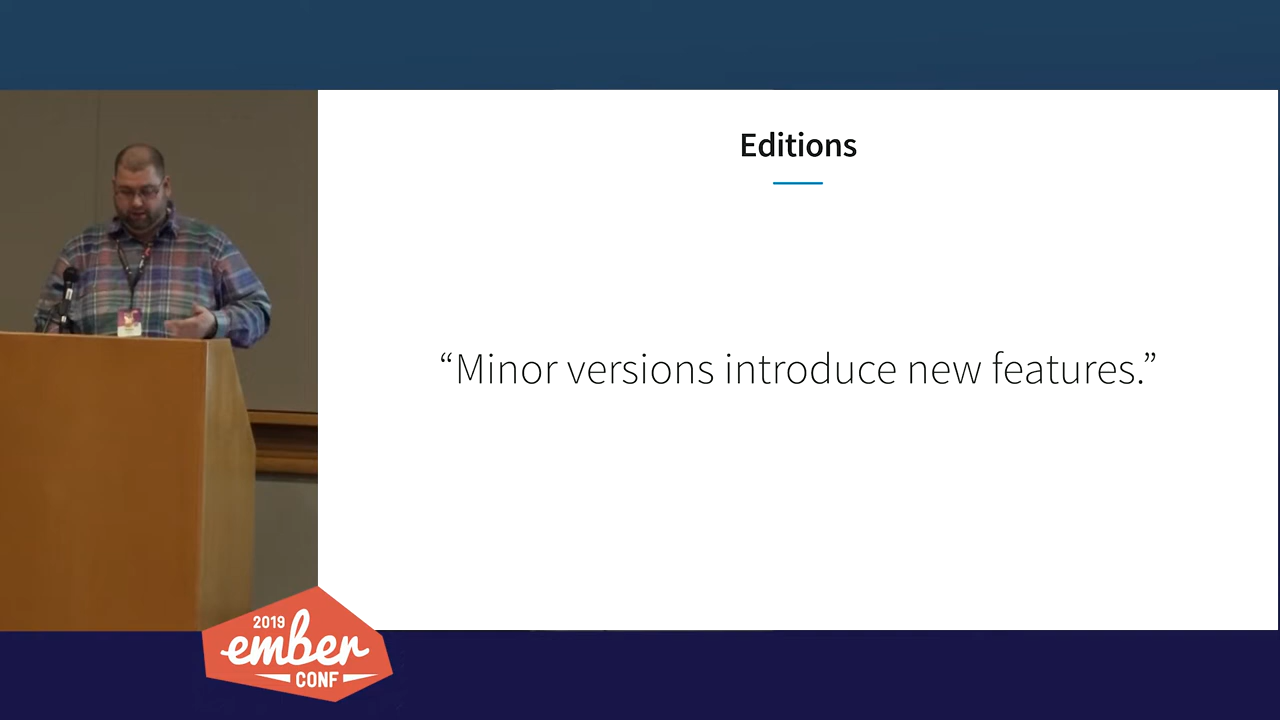 Editions
“Minor versions introduce new features.”
2019
ember
CONF